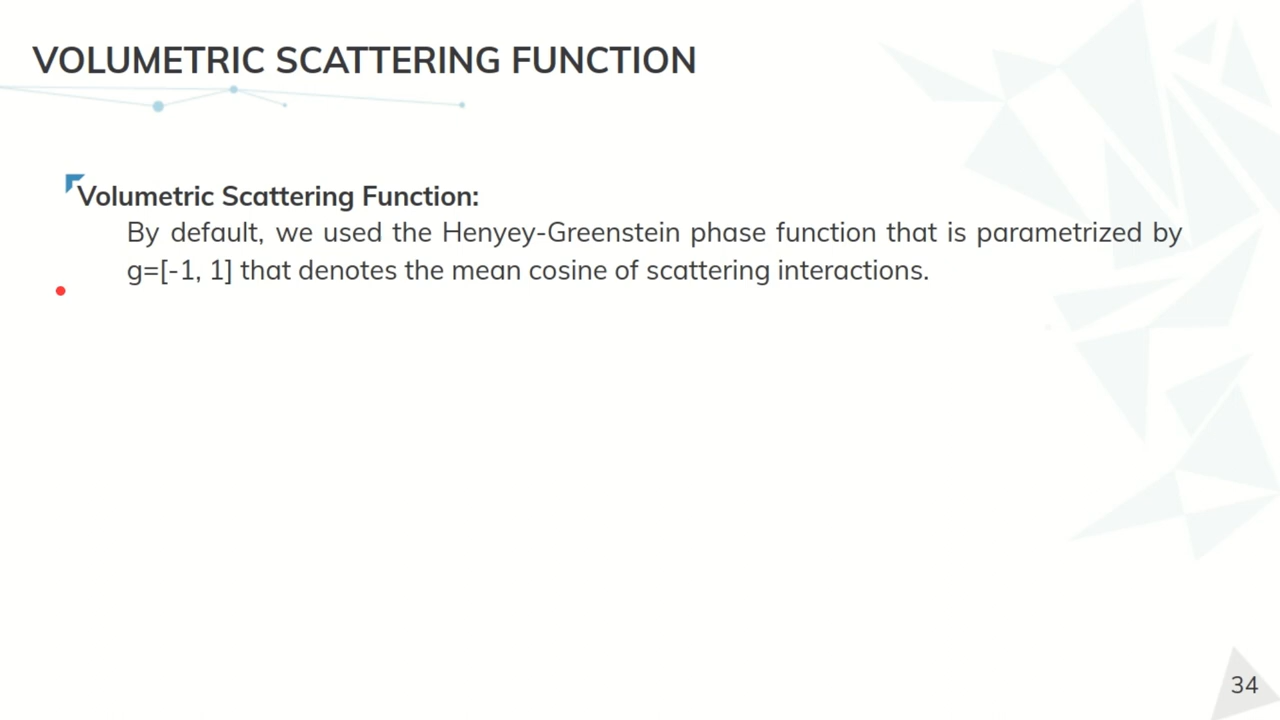 VOLUMETRIC SCATTERING FUNCTION
Volumetric Scattering Function:
By default, we used the Henyey-Greenstein phase function that is parametrized by
g=[-1, 1] that denotes the mean cosine of scattering interactions.
34